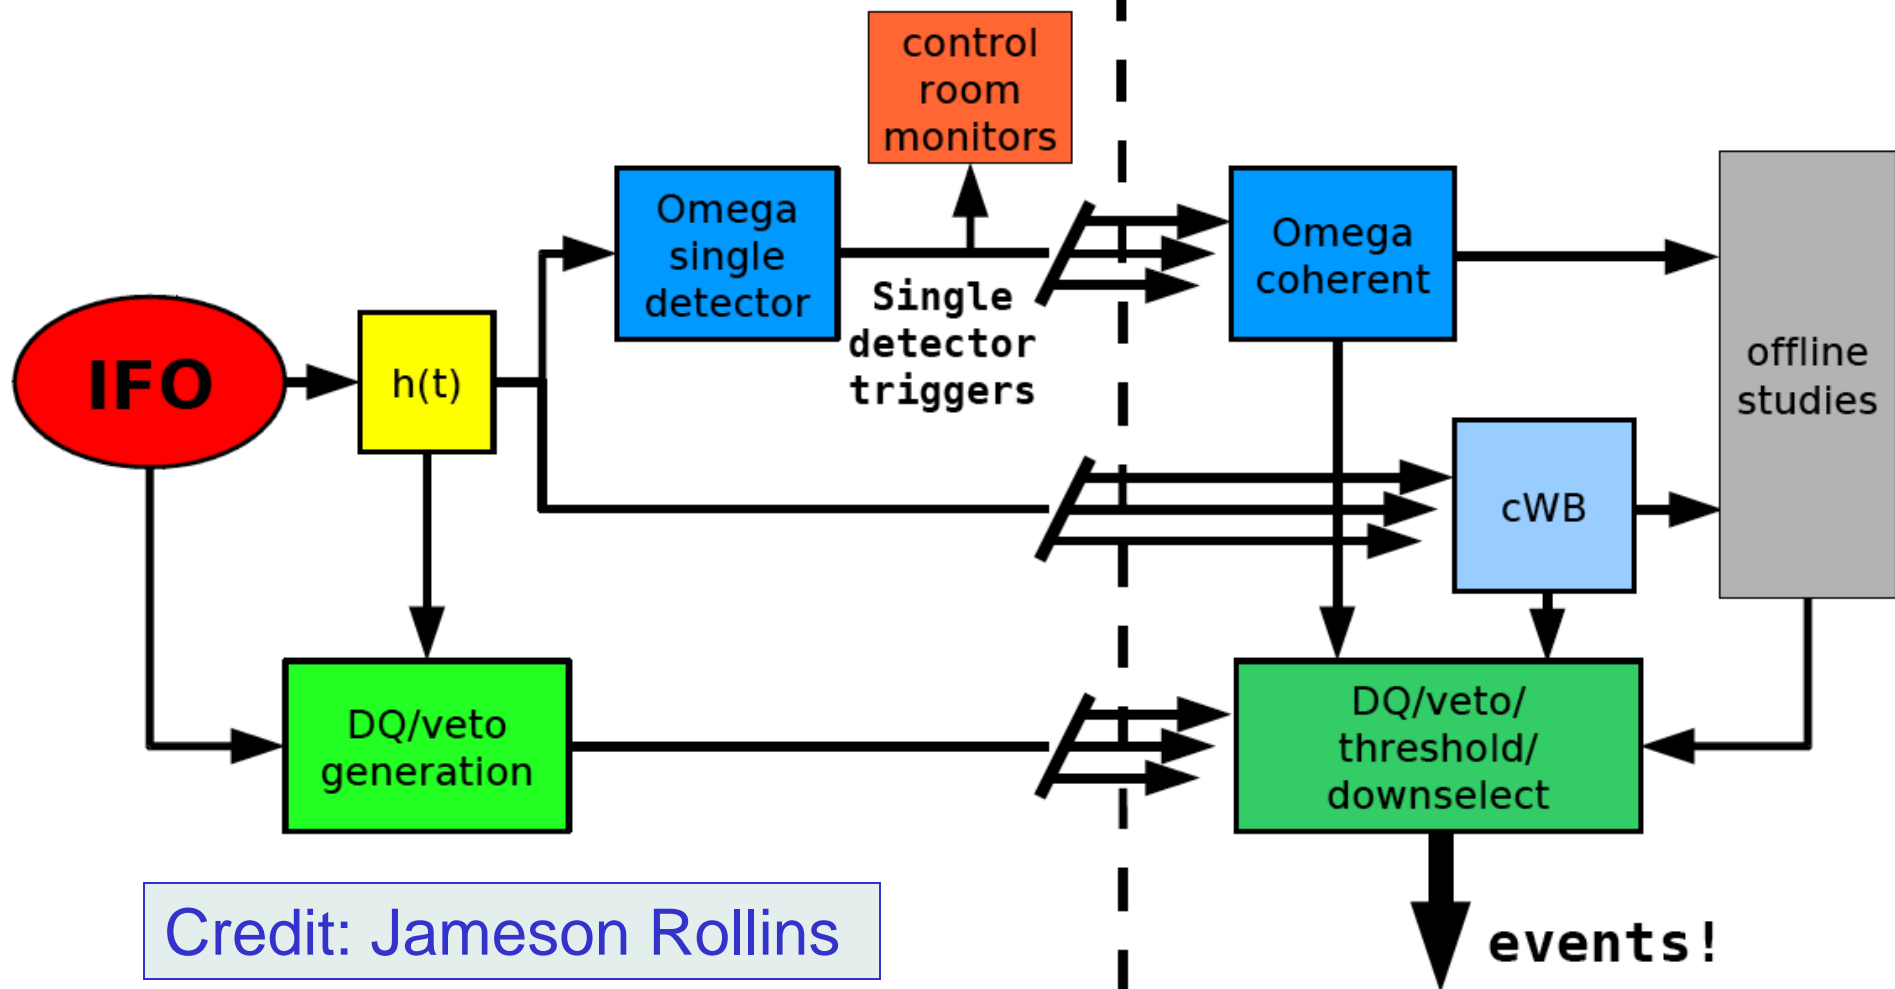 control
room
monitors
Omega
single
detector
Single
detector
triggers
Omega
coherent
offline
studies
IFO
h(t)
cWB
DQ/veto
generation
DQ/veto/
threshold/
downselect
Credit: Jameson Rollins
events!